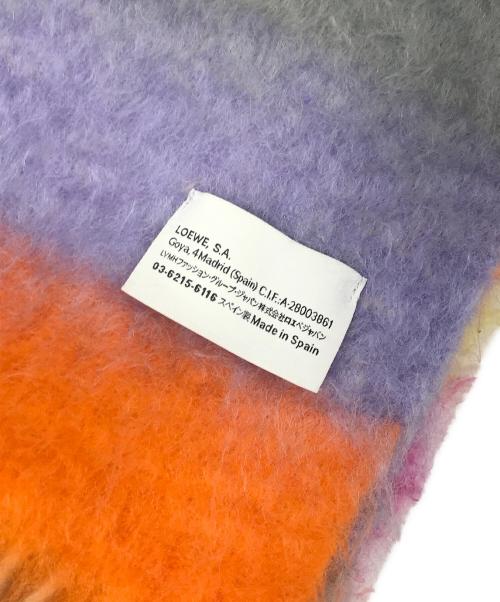 LOEWE, S.A.
Goya, 4 Madrid (Spain) C.I.F.: A-28003861
LVMHファッション・グループ・ジャパン株式会社ロエベジャパン
03-6215-6116 スペイン製 Made in Spain